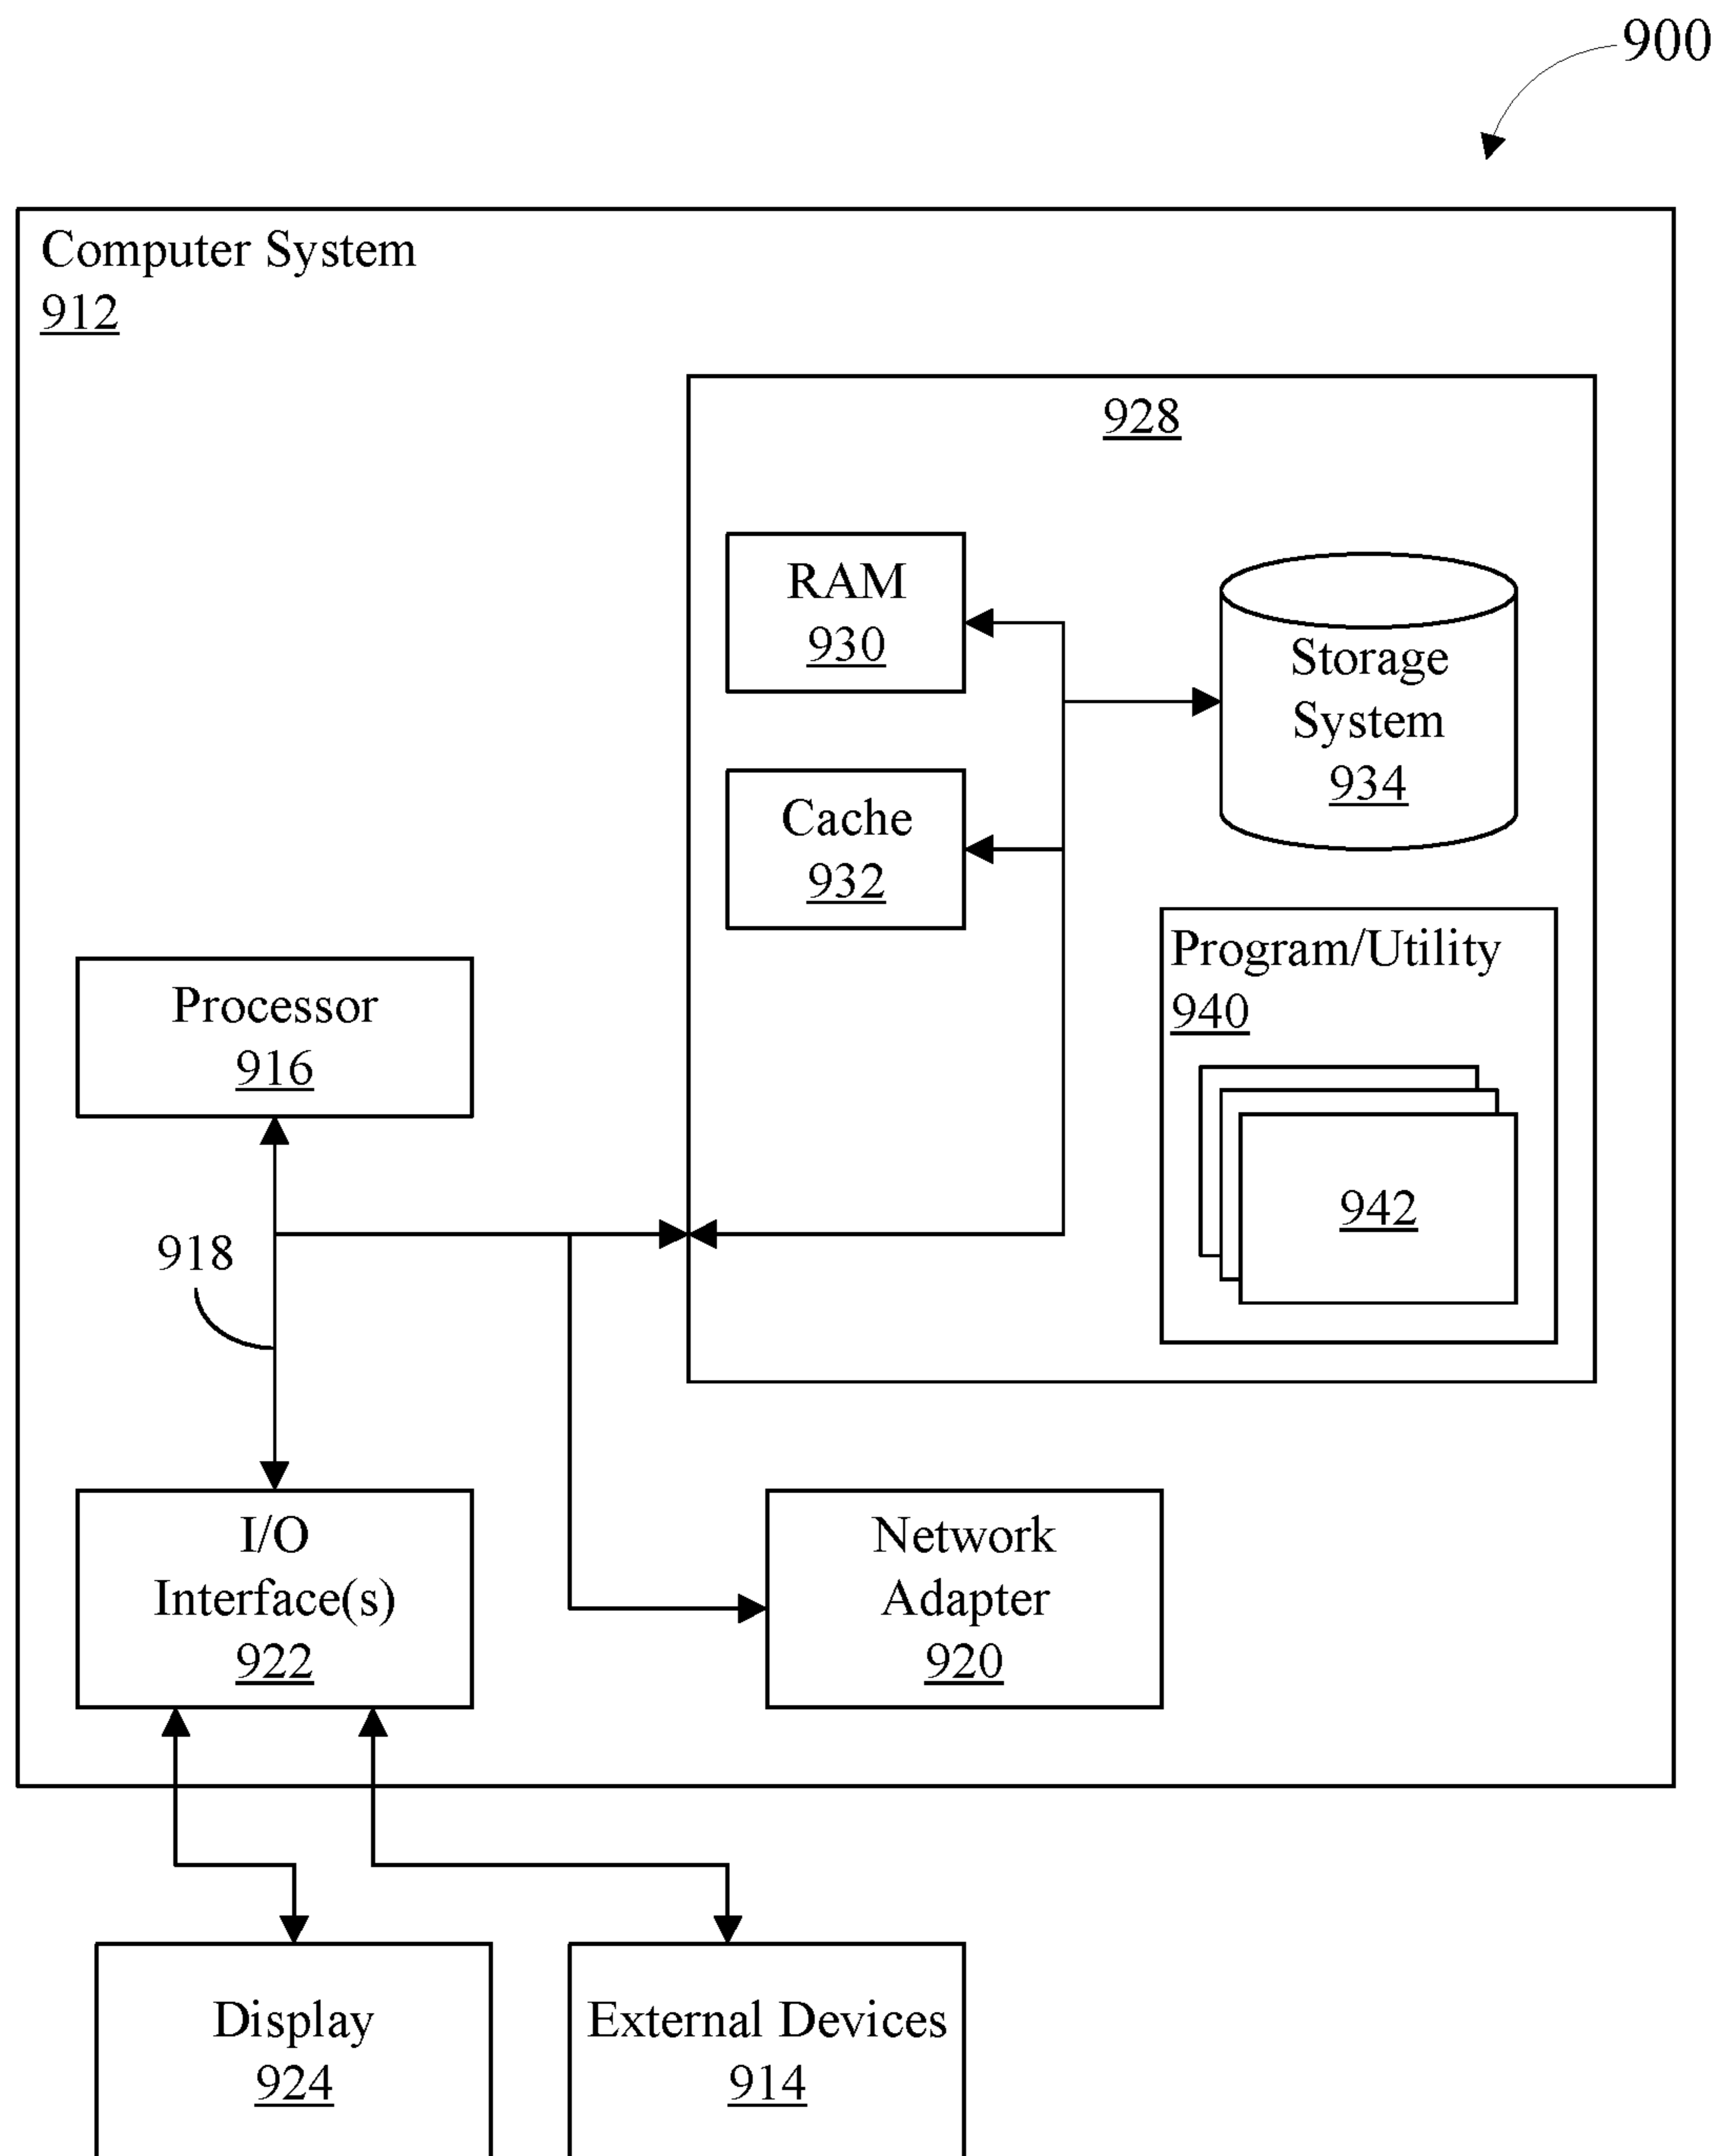 900
Computer System
912
928
RAM
930
Storage
System
934
Cache
932
Program/Utility
940
942
Processor
916
918
I/O
Interface(s)
922
Network
Adapter
920
Display
924
External Devices
914